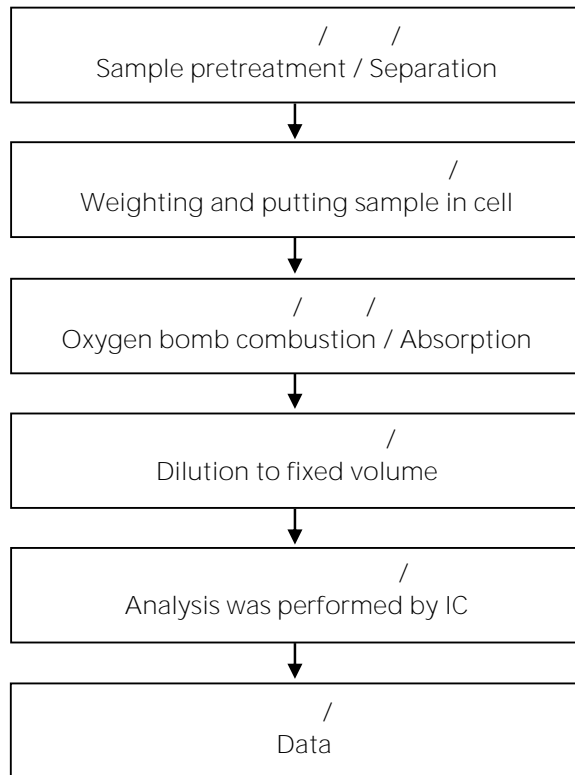 / /
Sample pretreatment / Separation
/
Weighting and putting sample in cell
/ /
Oxygen bomb combustion / Absorption
/
Dilution to fixed volume
/
Analysis was performed by IC
/
Data